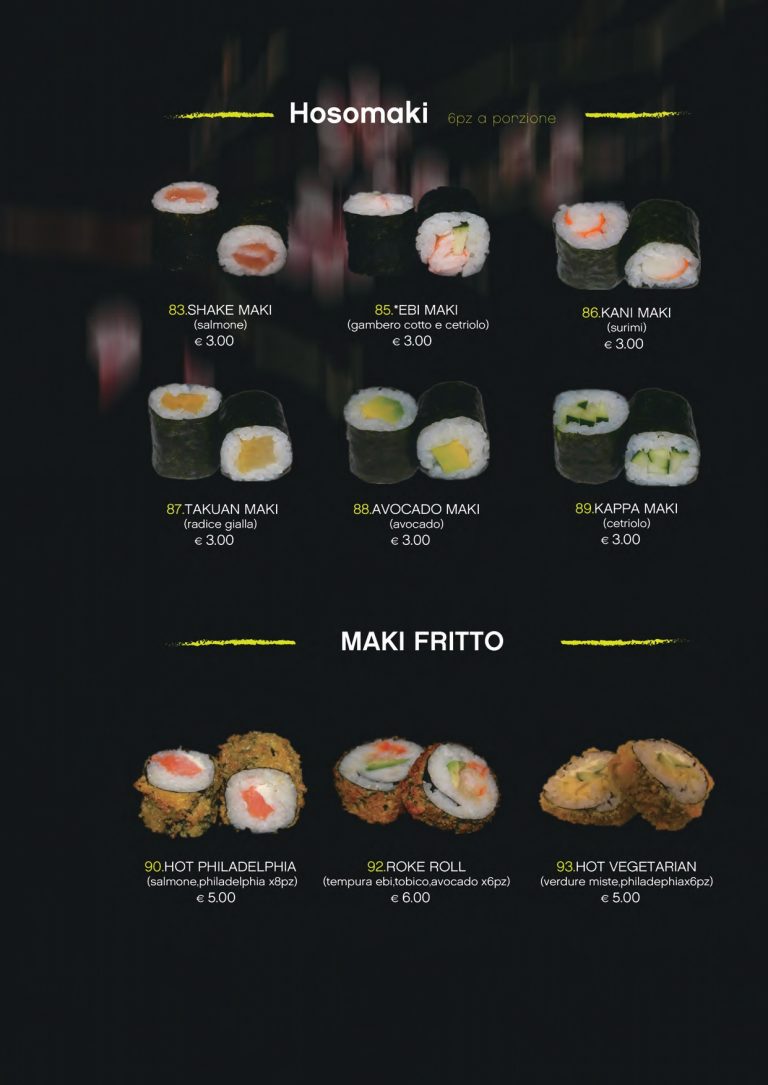 Hosomaki 6pz a porzione
83.SHAKE MAKI
(salmone)
€ 3.00
85.*EBI MAKI
(gambero cotto e cetriolo)
€ 3.00
86.KANI MAKI
(surimi)
€ 3.00
87.TAKUAN MAKI
(radice gialla)
€ 3.00
88.AVOCADO MAKI
(avocado)
€ 3.00
89.KAPPA MAKI
(cetriolo)
€ 3.00
MAKI FRITTO
90.HOT PHILADELPHIA
(salmone,philadelphia x8pz)
€ 5.00
92.ROKE ROLL
(tempura ebi,tobico,avocado x6pz)
€ 6.00
93.HOT VEGETARIAN
(verdure miste,philadephiax6pz)
€ 5.00